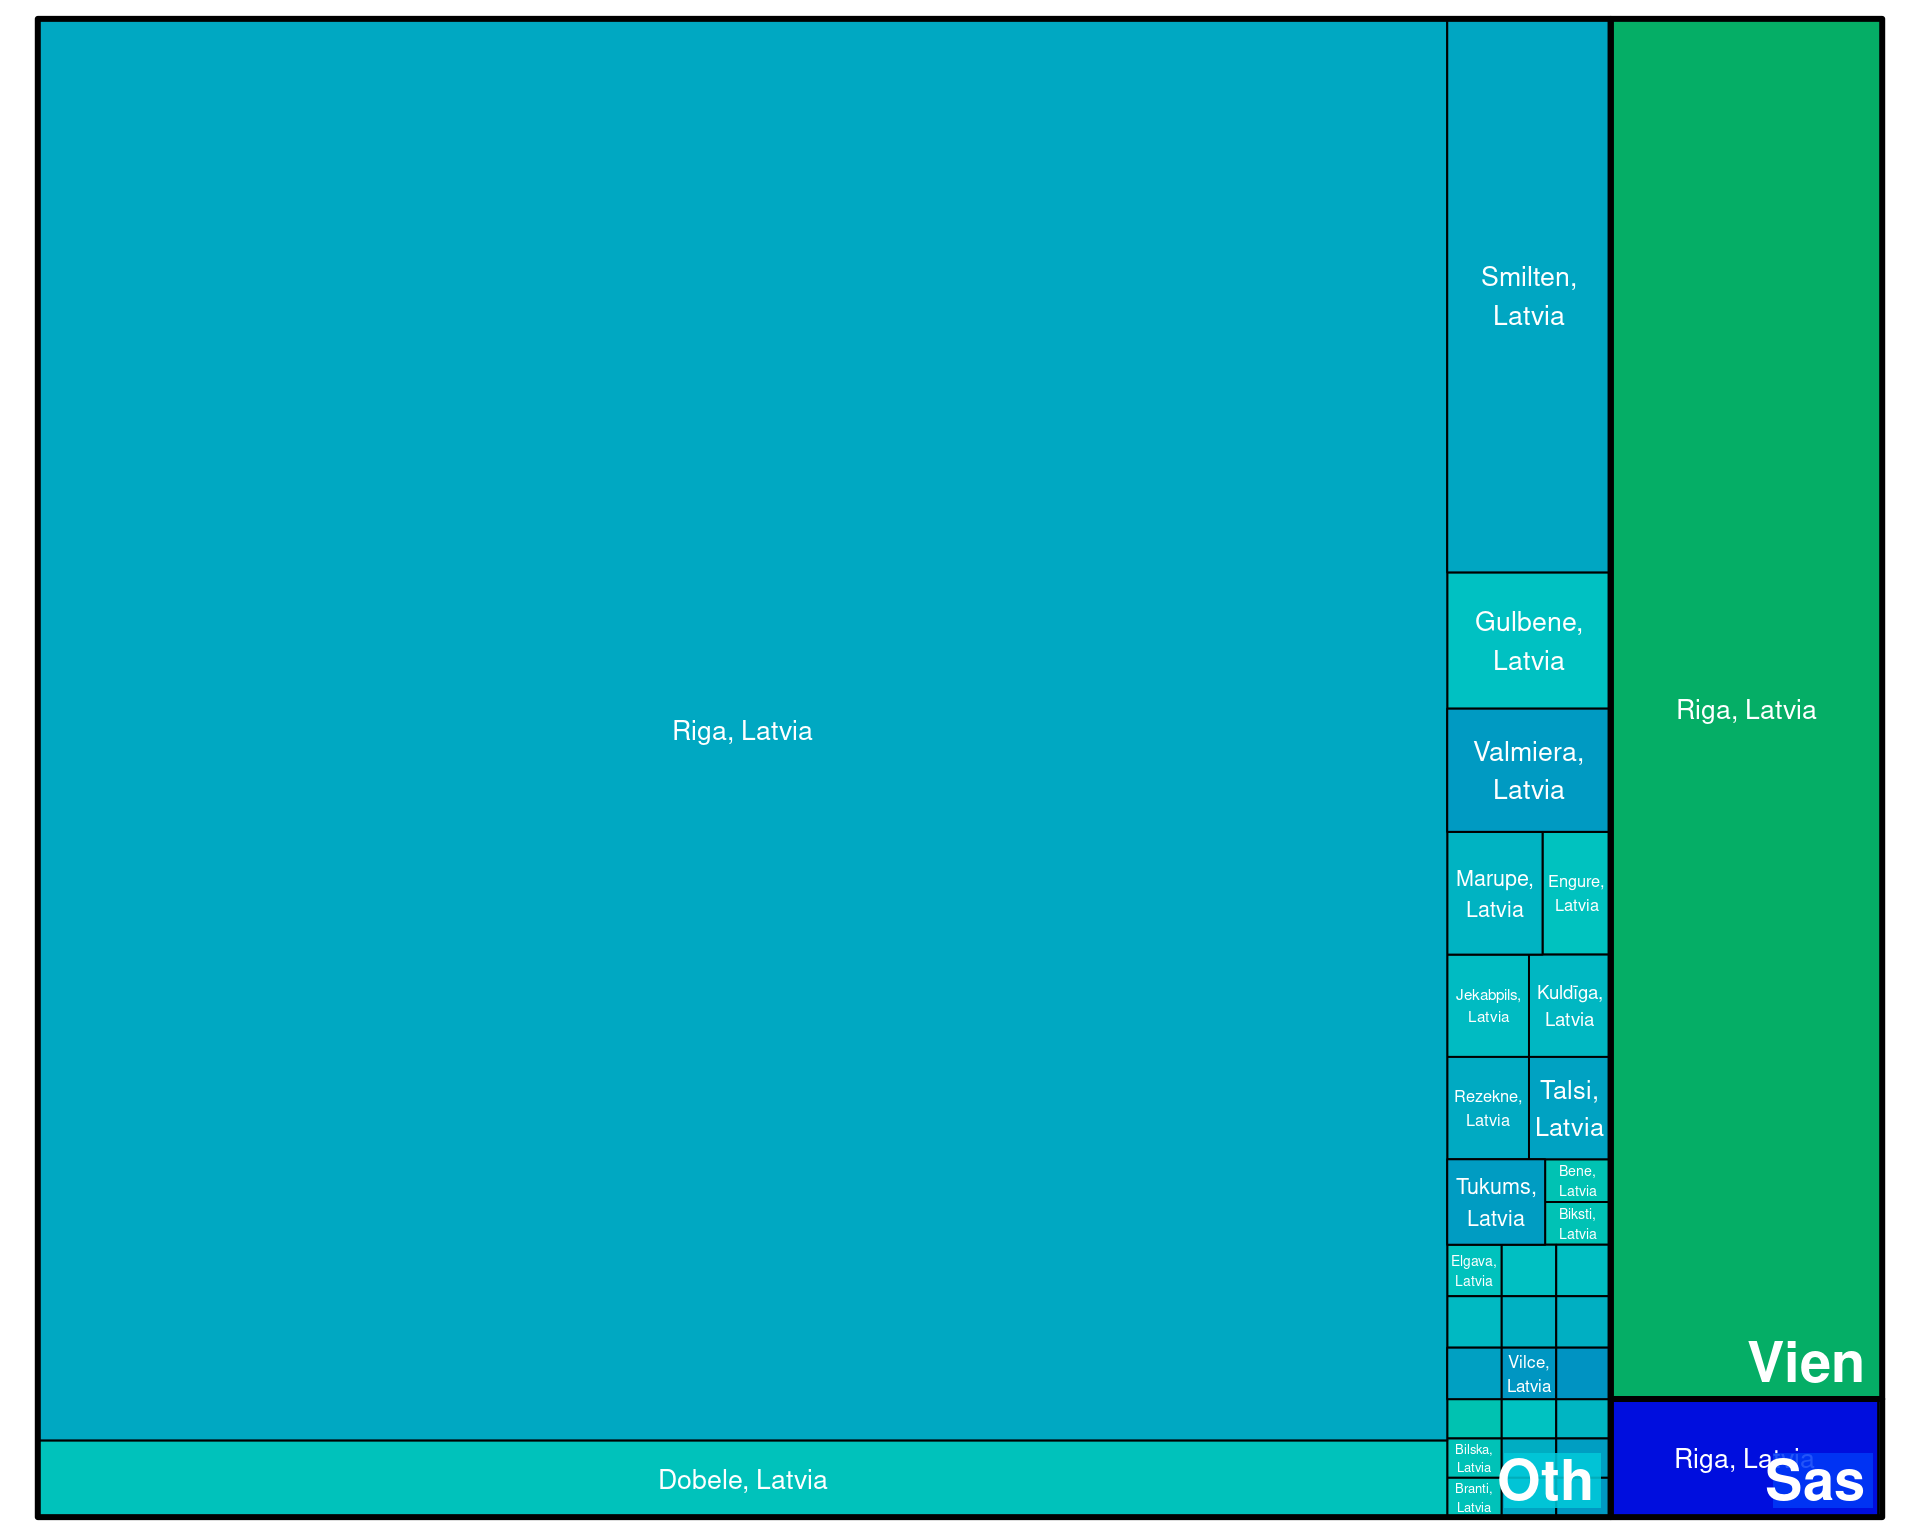 Riga, Latvia
Dobele, Latvia
Smilten,
Latvia
Gulbene,
Latvia
Valmiera,
Latvia
Marupe,
Latvia
Engure,
Latvia
Jekabpils,
Latvia
Kuldīga,
Latvia
Rezekne,
Latvia
Talsi,
Latvia
Tukums,
Latvia
Bene,
Latvia
Biksti,
Latvia
Elgava,
Latvia
Vilce,
Latvia
Bilska,
Latvia
Branti,
Latvia
Oth
Riga, Latvia
Vien
Riga, Latvia
Sas